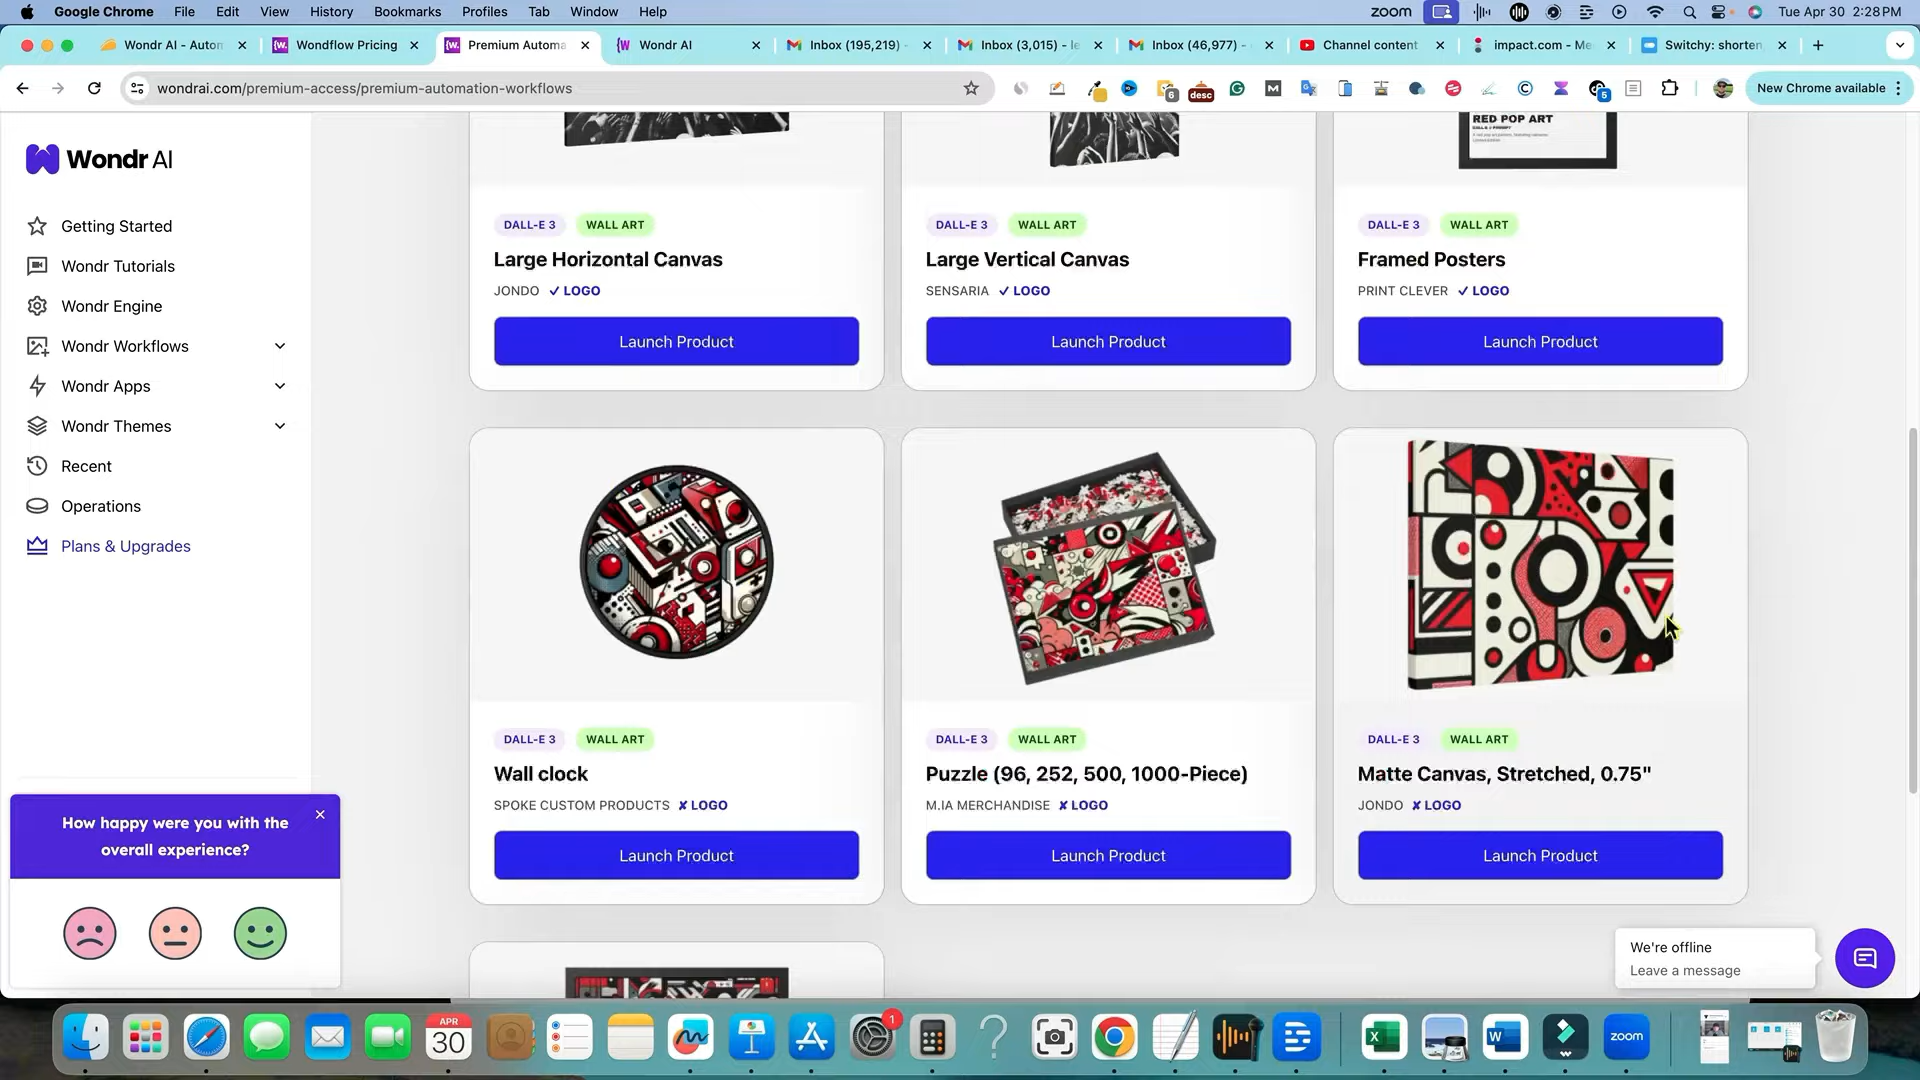 Google Chrome File Edit View History Bookmarks Profiles Tab Window Help zoom Tue Apr 30 2:28 PM
Wondr AI - Autom Wondflow Pricing Premium Automa Wondr AI Inbox (195,219) - Inbox (3,015) - le Inbox (46,977) - Channel content impact.com - Me Switchy: shorten
wondrai.com/premium-access/premium-automation-workflows 6 desc 5 New Chrome available
Wondr AI
Getting Started
Wondr Tutorials
Wondr Engine
Wondr Workflows
Wondr Apps
Wondr Themes
Recent
Operations
Plans & Upgrades
How happy were you with the
overall experience?
RED POP ART
DALL-E 3 WALL ART
Large Horizontal Canvas
JONDO ✓ LOGO
Launch Product
DALL-E 3 WALL ART
Large Vertical Canvas
SENSARIA ✓ LOGO
Launch Product
DALL-E 3 WALL ART
Framed Posters
PRINT CLEVER ✓ LOGO
Launch Product
DALL-E 3 WALL ART
Wall clock
SPOKE CUSTOM PRODUCTS ✘ LOGO
Launch Product
DALL-E 3 WALL ART
Puzzle (96, 252, 500, 1000-Piece)
M.IA MERCHANDISE ✘ LOGO
Launch Product
DALL-E 3 WALL ART
Matte Canvas, Stretched, 0.75"
JONDO ✘ LOGO
Launch Product
We're offline
Leave a message
APR
30
1
zoom